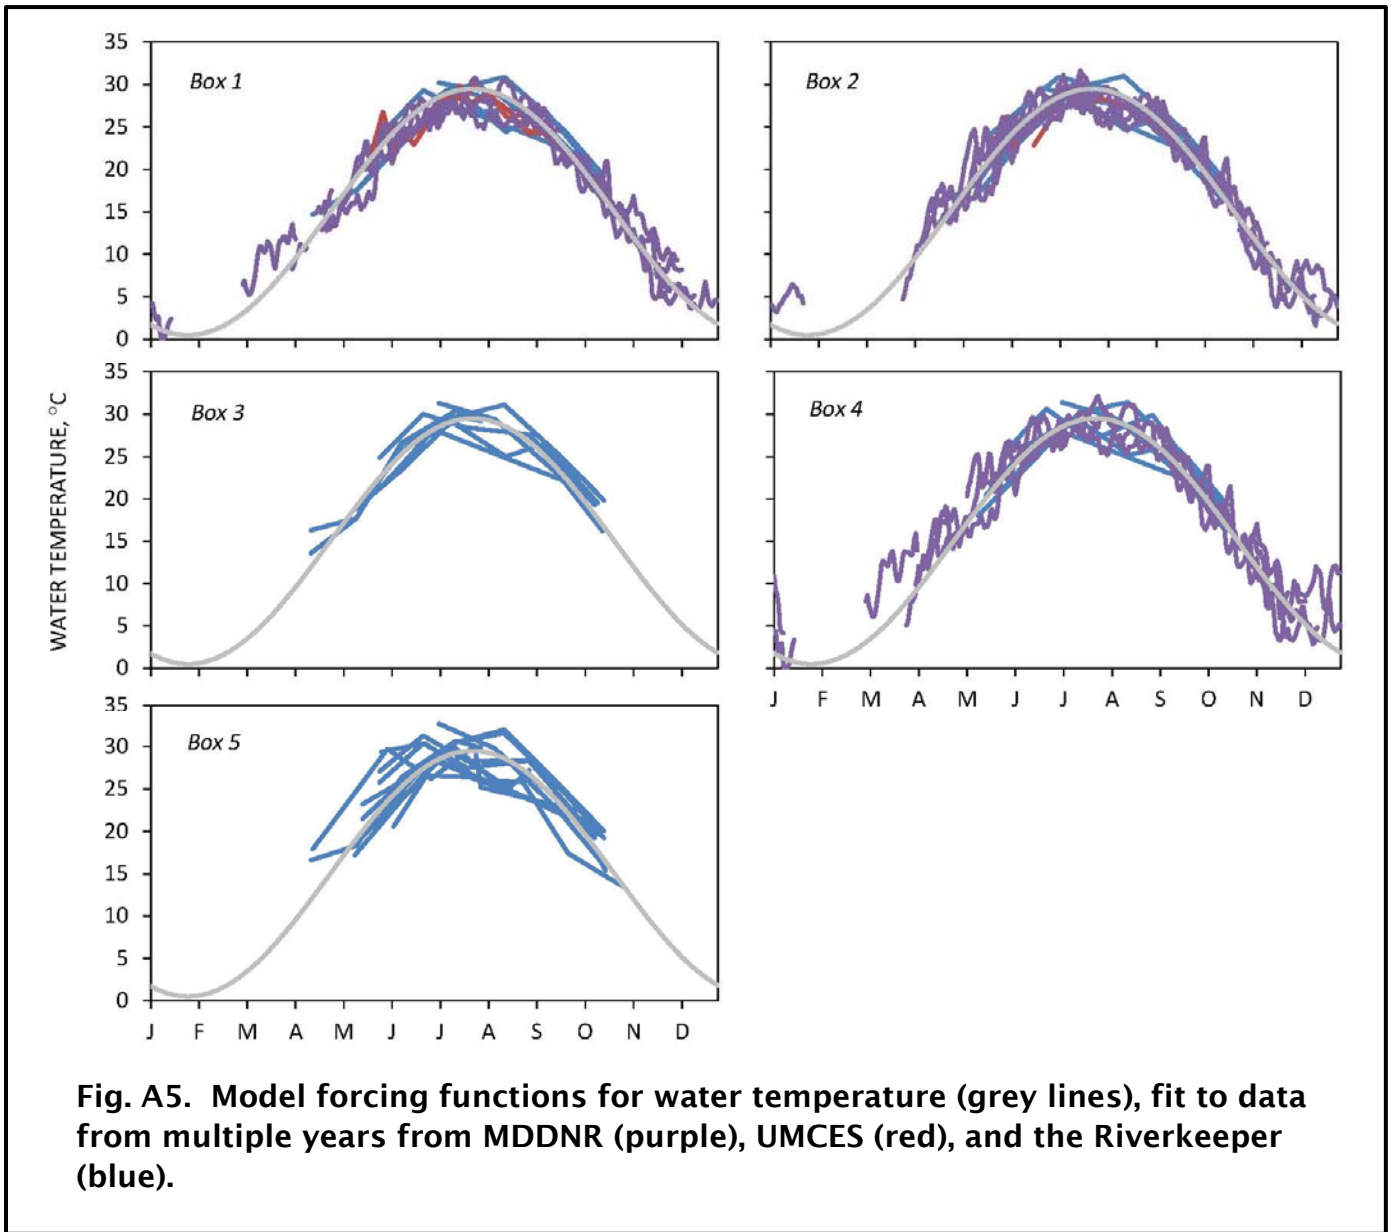 35
30
25
20
15
10
5
0
Box 1
Box 2
35
30
25
20
15
10
5
0
Box 3
Box 4
WATER TEMPERATURE, °C
J F M A M J J A S O N D
35
30
25
20
15
10
5
0
Box 5
J F M A M J J A S O N D
Fig. A5. Model forcing functions for water temperature (grey lines), fit to data
from multiple years from MDDNR (purple), UMCES (red), and the Riverkeeper
(blue).